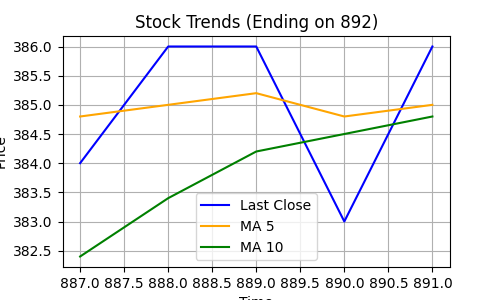 Stock Trends (Ending on 892)
386.0
385.5
385.0
384.5
384.0
383.5
383.0
382.5
Price
Last Close
MA 5
MA 10
887.0 887.5 888.0 888.5 889.0 889.5 890.0 890.5 891.0
Time